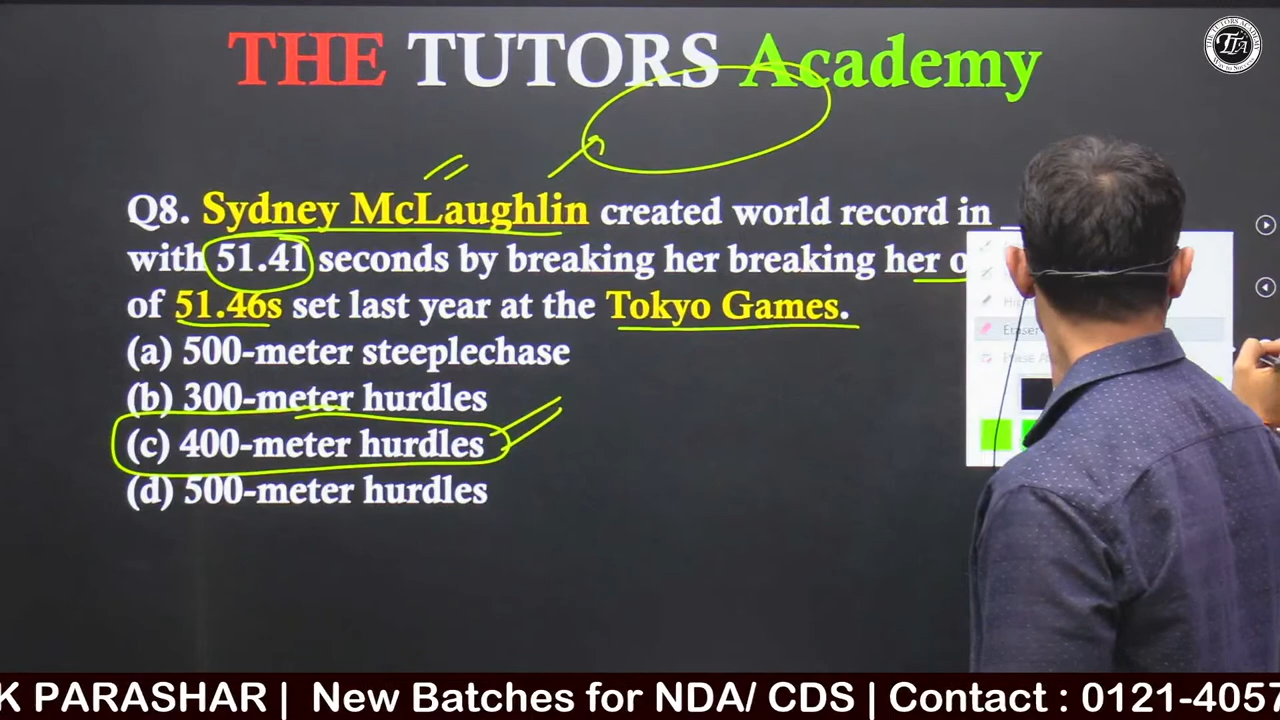 THE TUTORS Academy
Q8. Sydney McLaughlin created world record in _
with 51.41 seconds by breaking her breaking her o
of 51.46s set last year at the Tokyo Games.
(a) 500-meter steeplechase
(b) 300-meter hurdles
(c) 400-meter hurdles
(d) 500-meter hurdles
Eraser
K PARASHAR | New Batches for NDA/ CDS | Contact : 0121-4057